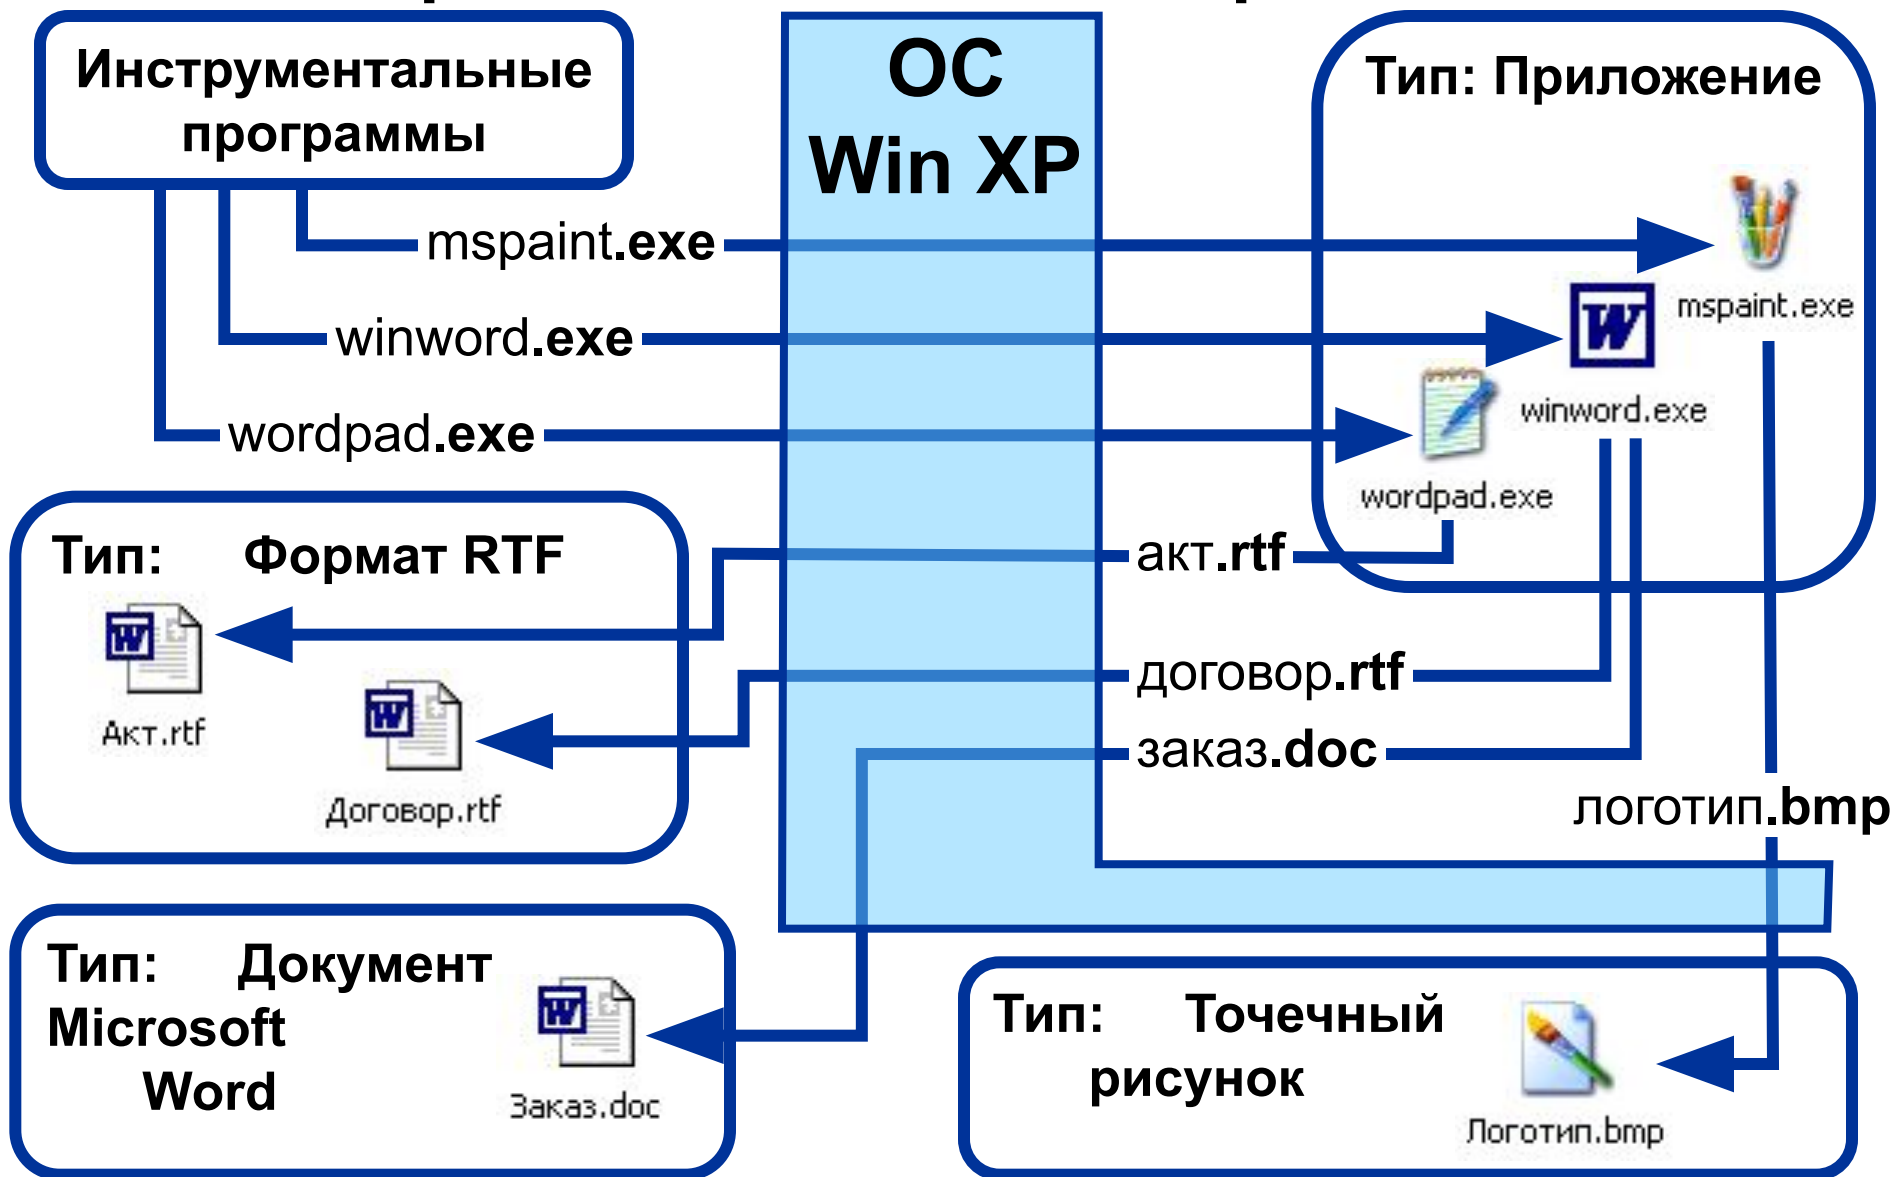 Инструментальные
программы
ОС
Win XP
Тип: Приложение
mspaint.exe
mspaint.exe
winword.exe
winword.exe
wordpad.exe
wordpad.exe
Тип: Формат RTF
акт.rtf
Акт.rtf
договор.rtf
Договор.rtf
заказ.doc
логотип.bmp
Тип: Документ
Microsoft
Word
Заказ.doc
Тип: Точечный
рисунок
Логотип.bmp